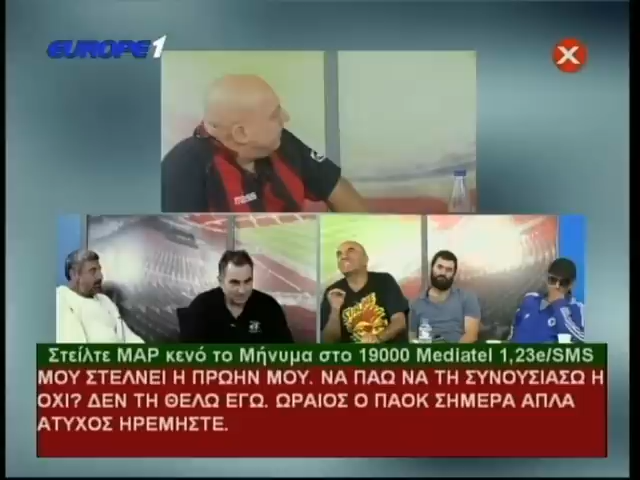 EUROPE1
X
Στείλτε ΜΑΡ κενό το Μήνυμα στο 19000 Mediatel 1,23e/SMS
ΜΟΥ ΣΤΕΛΝΕΙ Η ΠΡΩΗΝ ΜΟΥ. ΝΑ ΠΑΩ ΝΑ ΤΗ ΣΥΝΟΥΣΙΑΣΩ Η
ΟΧΙ? ΔΕΝ ΤΗ ΘΕΛΩ ΕΓΩ. ΩΡΑΙΟΣ Ο ΠΑΟΚ ΣΗΜΕΡΑ ΑΠΛΑ
ΑΤΥΧΟΣ ΗΡΕΜΗΣΤΕ.